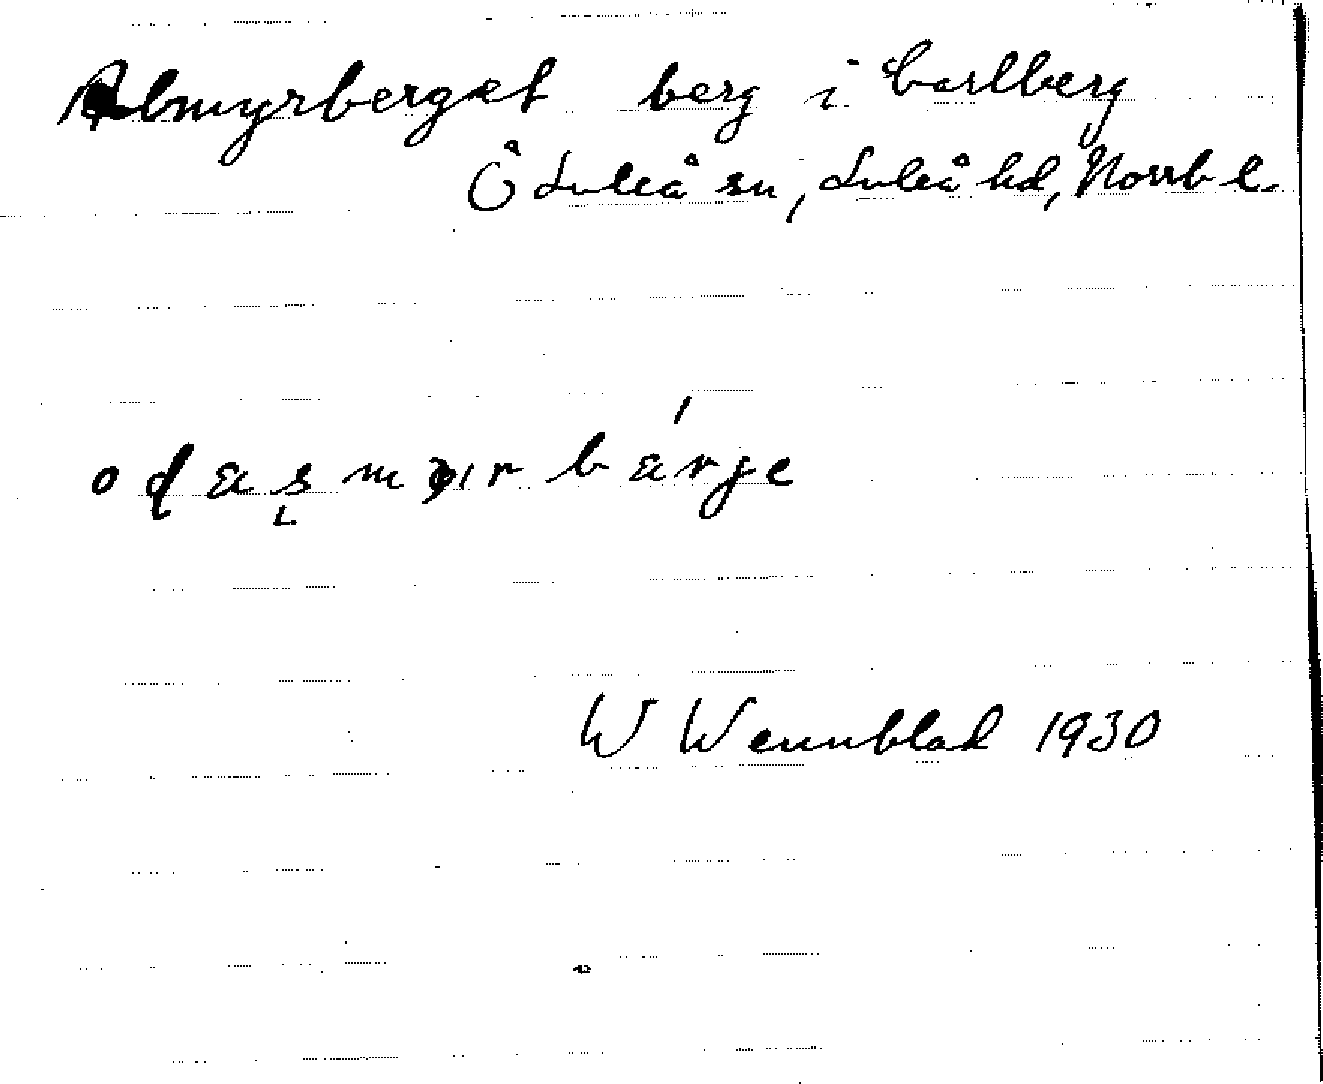 Almyrberget berg i Carlberg
Ö Luleå sn, Luleå hd, Norrb l.
W Wennblad 1930